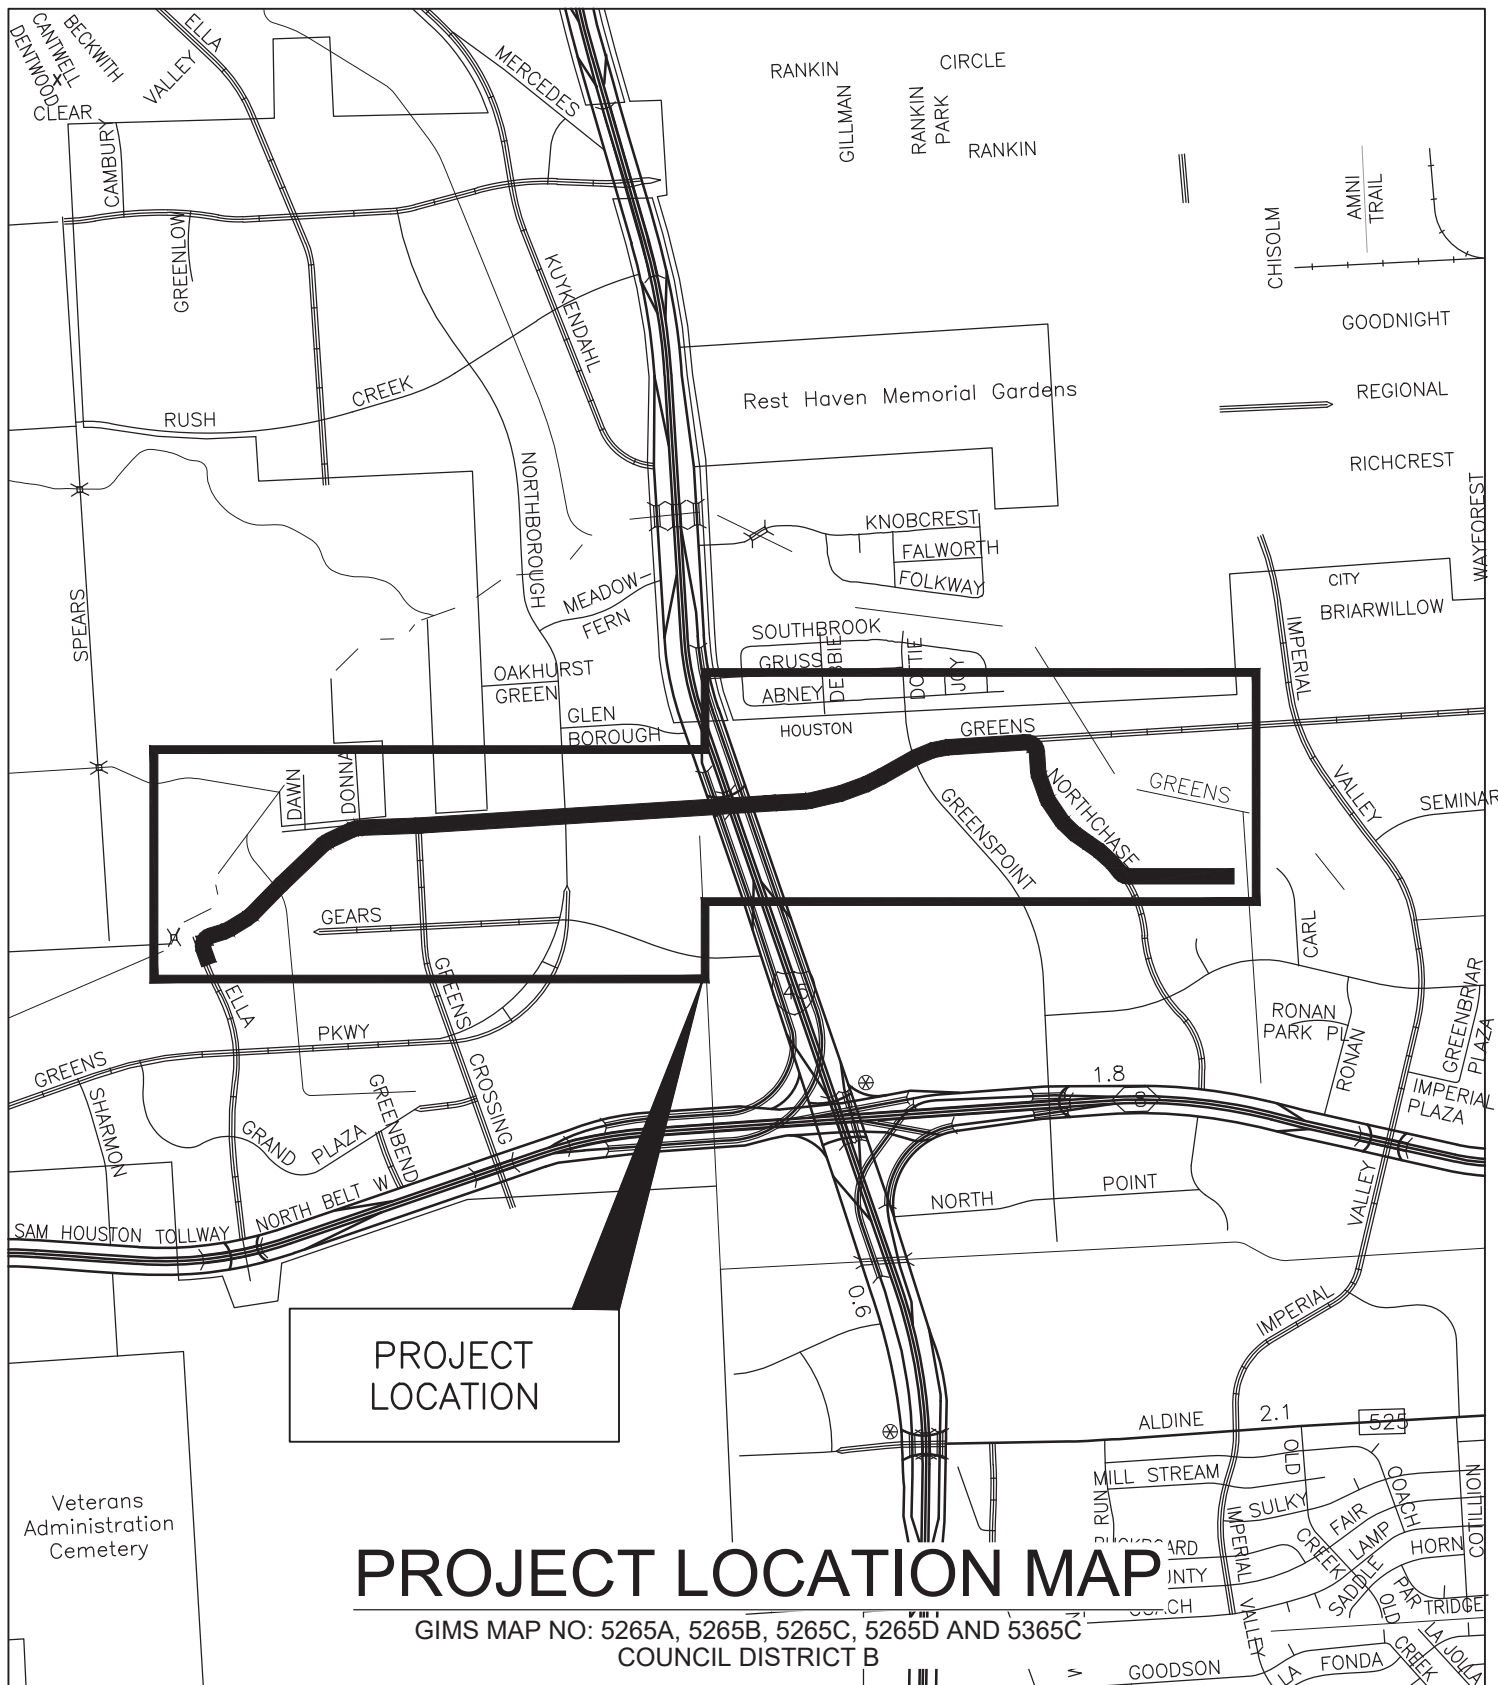 BECKWITH
CANTWELL
DENTWOOD
CLEAR
ELLA
VALLEY
MERCEDES
CAMBURY
GREENLOW
RANKIN
CIRCLE
GILLMAN
RANKIN
PARK
RANKIN
AMNI
TRAIL
CHISOLM
KUYKENDAHL
GOODNIGHT
REGIONAL
RICHCREST
WAYFOREST
Rest Haven Memorial Gardens
RUSH
CREEK
NORTHBOROUGH
KNOBCREST
FALWORTH
FOLKWAY
CITY
BRIARWILLOW
IMPERIAL
SPEARS
MEADOW-
FERN
SOUTHBROOK
GRUSS
ABNEY
DEBBIE
DOTTIE
JOY
OAKHURST
GREEN
GLEN
BOROUGH
HOUSTON
GREENS
DAWN
DONNA
NORTHCHASE
GREENSPOINT
GREENS
VALLEY
SEMINAR
GEARS
CARL
ELLA
GREENS
CROSSING
45
GREENS
PKWY
SHARMON
GREENBEND
GRAND
PLAZA
RONAN
PARK PL
RONAN
GREENBRIAR
PLAZA
IMPERIAL
PLAZA
1.8
8
NORTH
POINT
VALLEY
SAM HOUSTON TOLLWAY
NORTH BELT W
0.6
IMPERIAL
PROJECT
LOCATION
ALDINE
2.1
525
OLD
MILL STREAM
RUN
SULKY
FAIR
LAMP
COACH
COTILLION
HORN
CREEK
SADDLE
IMPERIAL
VALLEY
OLD
CREEK
PAR
TRIDGE
LA JOLLA
GOODSON
LA
FONDA
Veterans
Administration
Cemetery
PROJECT LOCATION MAP
GIMS MAP NO: 5265A, 5265B, 5265C, 5265D AND 5365C
COUNCIL DISTRICT B